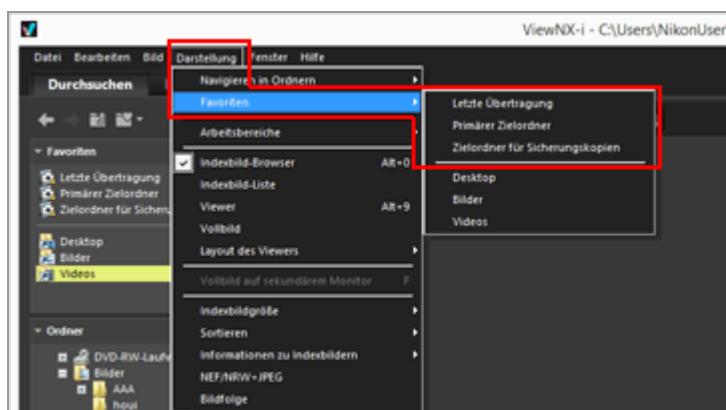 ViewNX-i - C:\Users\NikonUser
Datei Bearbeiten Bild Darstellung Fenster Hilfe
Durchsuchen
Favoriten
Letzte Übertragung
Primärer Zielordner
Zielordner für Sicheru
Desktop
Bilder
Videos
Ordner
DVD-RW-Laufw
Bilder
AAA
houi
Navigieren in Ordnern
Favoriten
Arbeitsbereiche
Indexbild-Browser Alt+0
Indexbild-Liste
Viewer Alt+9
Vollbild
Layout des Viewers
Vollbild auf sekundärem Monitor F
Indexbildgröße
Sortieren
Informationen zu Indexbildern
NEF/NRW+JPEG
Bildfolge
Letzte Übertragung
Primärer Zielordner
Zielordner für Sicherungskopien
Desktop
Bilder
Videos